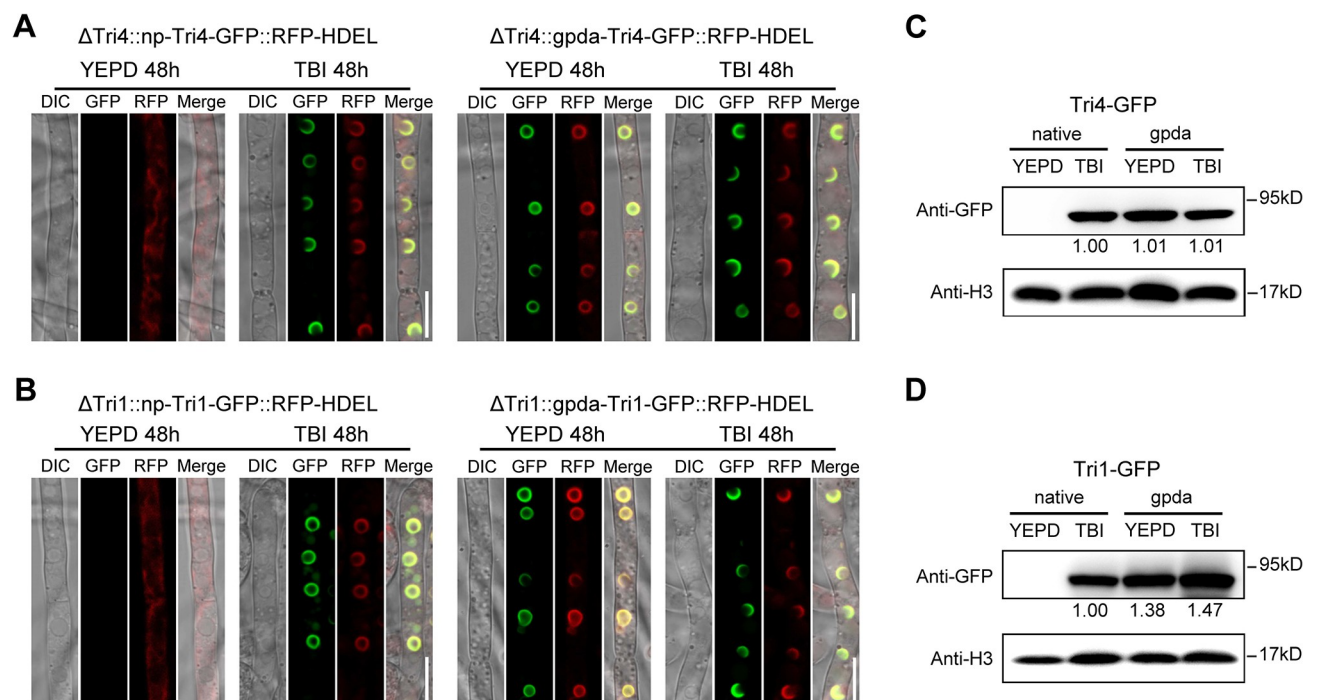 A
ΔTri4::np-Tri4-GFP::RFP-HDEL
YEPD 48h TBI 48h
DIC GFP RFP Merge DIC GFP RFP Merge
ΔTri4::gpda-Tri4-GFP::RFP-HDEL
YEPD 48h TBI 48h
DIC GFP RFP Merge DIC GFP RFP Merge
C
Tri4-GFP
native gpda
YEPD TBI YEPD TBI
Anti-GFP –95kD
1.00 1.01 1.01
Anti-H3 –17kD
B
ΔTri1::np-Tri1-GFP::RFP-HDEL
YEPD 48h TBI 48h
DIC GFP RFP Merge DIC GFP RFP Merge
ΔTri1::gpda-Tri1-GFP::RFP-HDEL
YEPD 48h TBI 48h
DIC GFP RFP Merge DIC GFP RFP Merge
D
Tri1-GFP
native gpda
YEPD TBI YEPD TBI
Anti-GFP –95kD
1.00 1.38 1.47
Anti-H3 –17kD